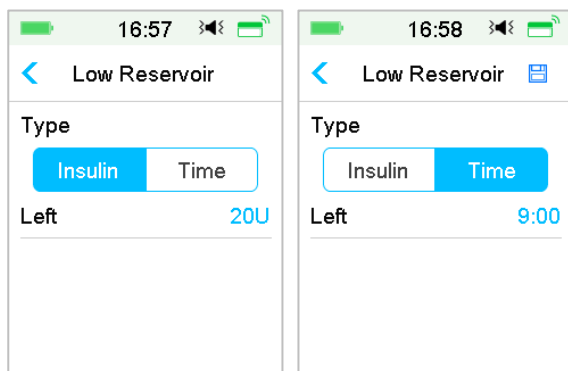 16:57
Low Reservoir
Type
Insulin Time
Left 20U
16:58
Low Reservoir
Type
Insulin Time
Left 9:00